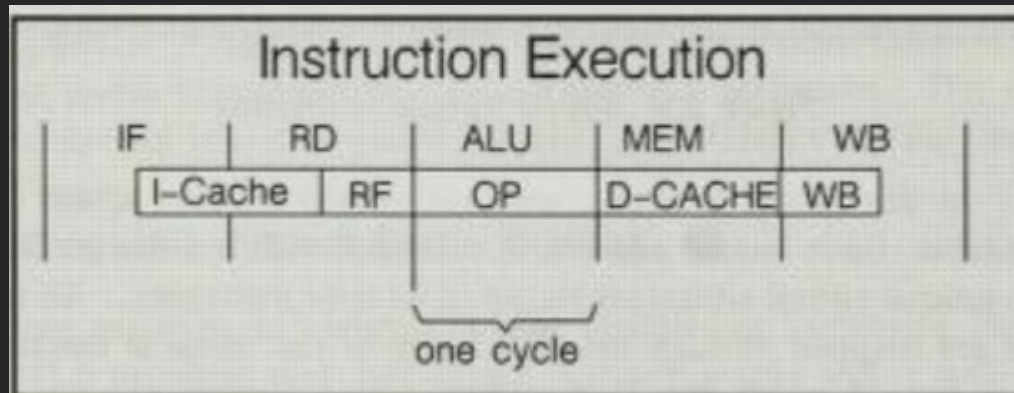 Instruction Execution
IF RD ALU MEM WB
I-Cache RF OP D-CACHE WB
one cycle